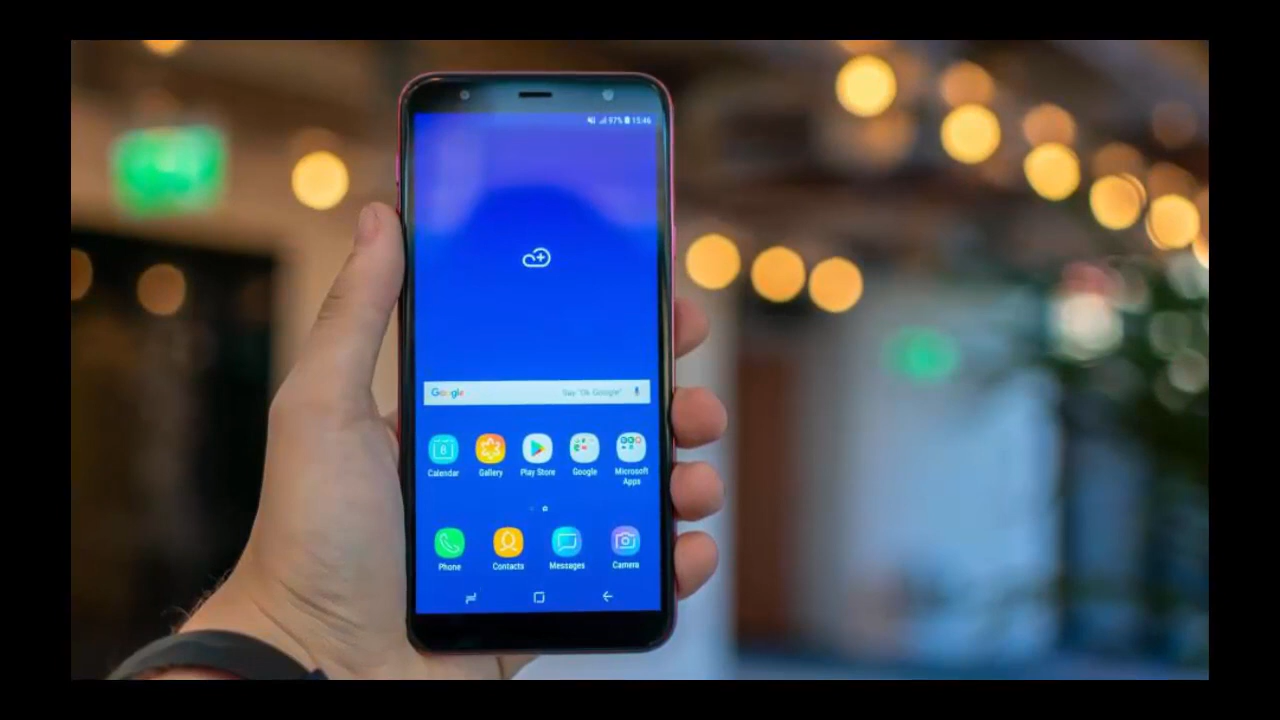 97% 15:46
Google Say "Ok Google"
8
Calendar Gallery Play Store Google Microsoft
Apps
Phone Contacts Messages Camera